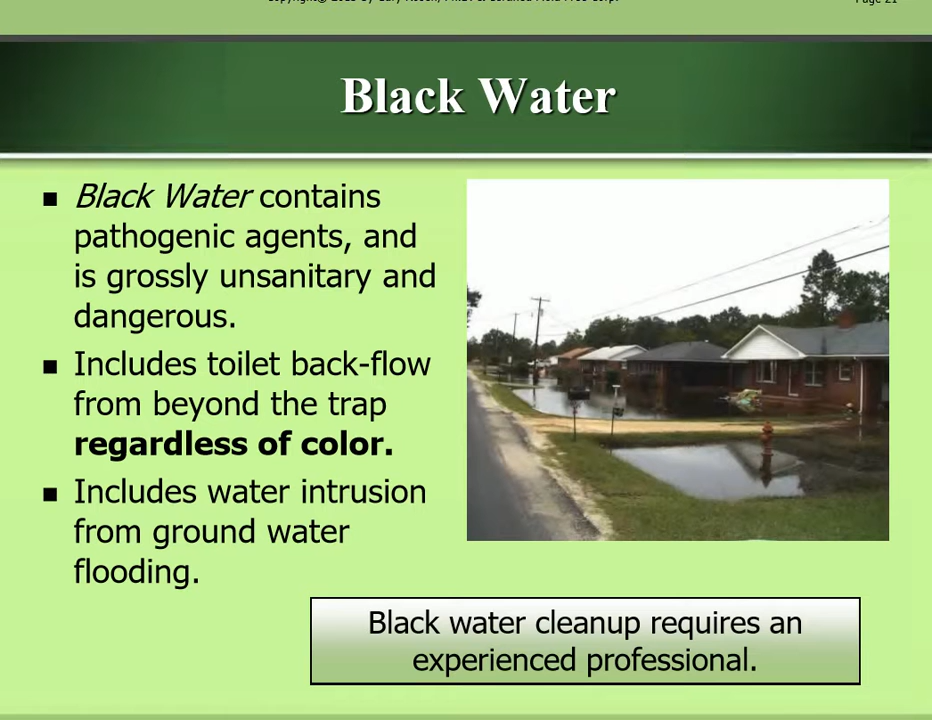 Page 21
Black Water
Black Water contains
pathogenic agents, and
is grossly unsanitary and
dangerous.
Includes toilet back-flow
from beyond the trap
regardless of color.
Includes water intrusion
from ground water
flooding.
Black water cleanup requires an
experienced professional.